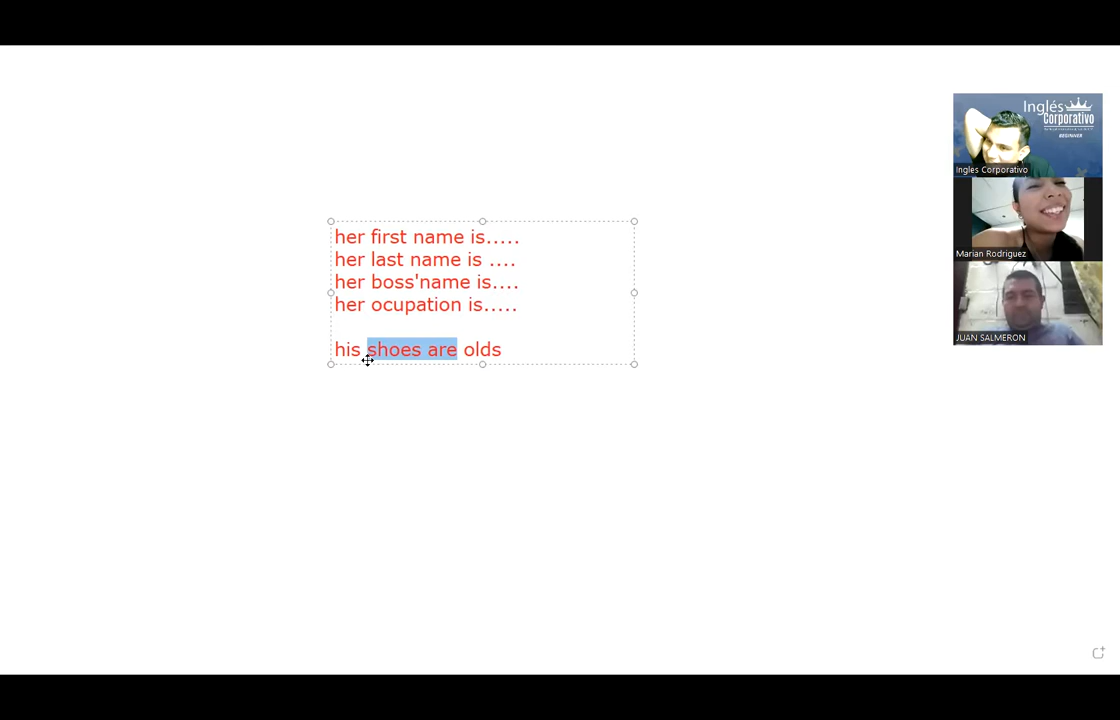 her first name is.....
her last name is ....
her boss'name is....
her ocupation is.....
his shoes are olds
Inglés
Corporativo
BEGINNER
Ingles Corporativo
Marian Rodriguez
JUAN SALMERON